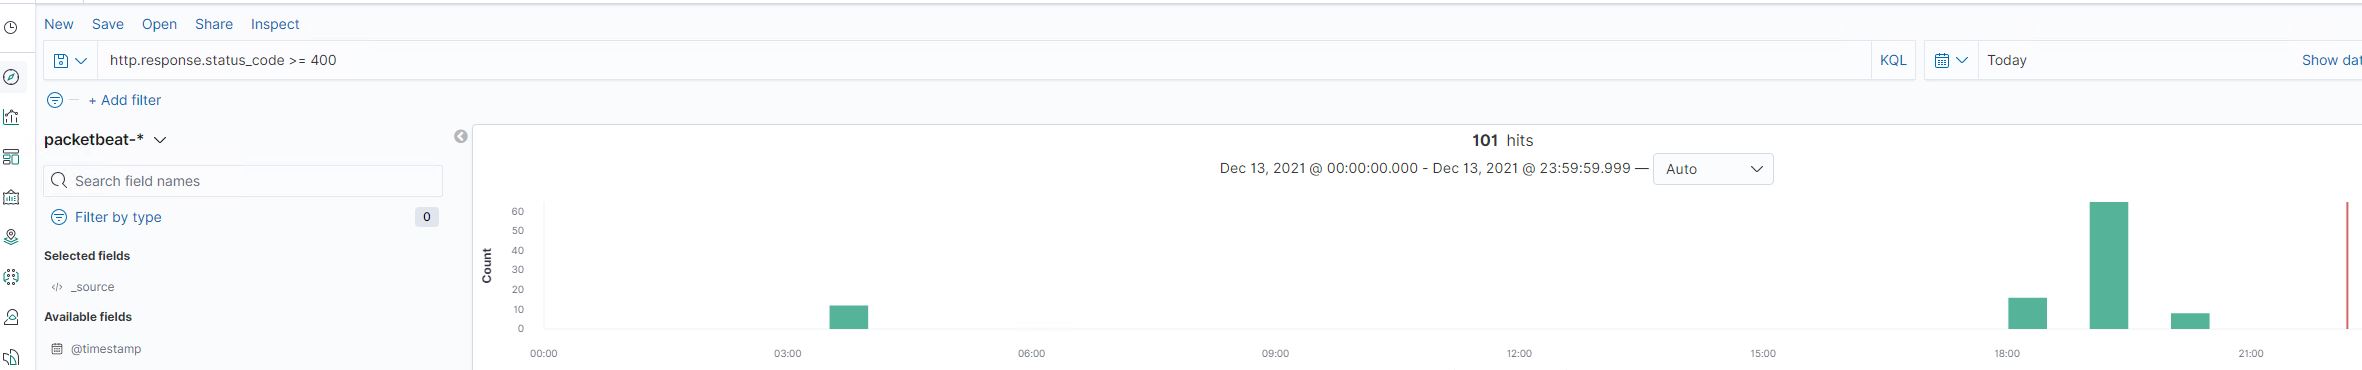 New Save Open Share Inspect
http.response.status_code >= 400 KQL Today Show dat
+ Add filter
packetbeat-*
101 hits
Dec 13, 2021 @ 00:00:00.000 - Dec 13, 2021 @ 23:59:59.999 — Auto
Search field names
Filter by type 0
Selected fields
</> _source
Available fields
@timestamp
Count
60
50
40
30
20
10
0
00:00 03:00 06:00 09:00 12:00 15:00 18:00 21:00